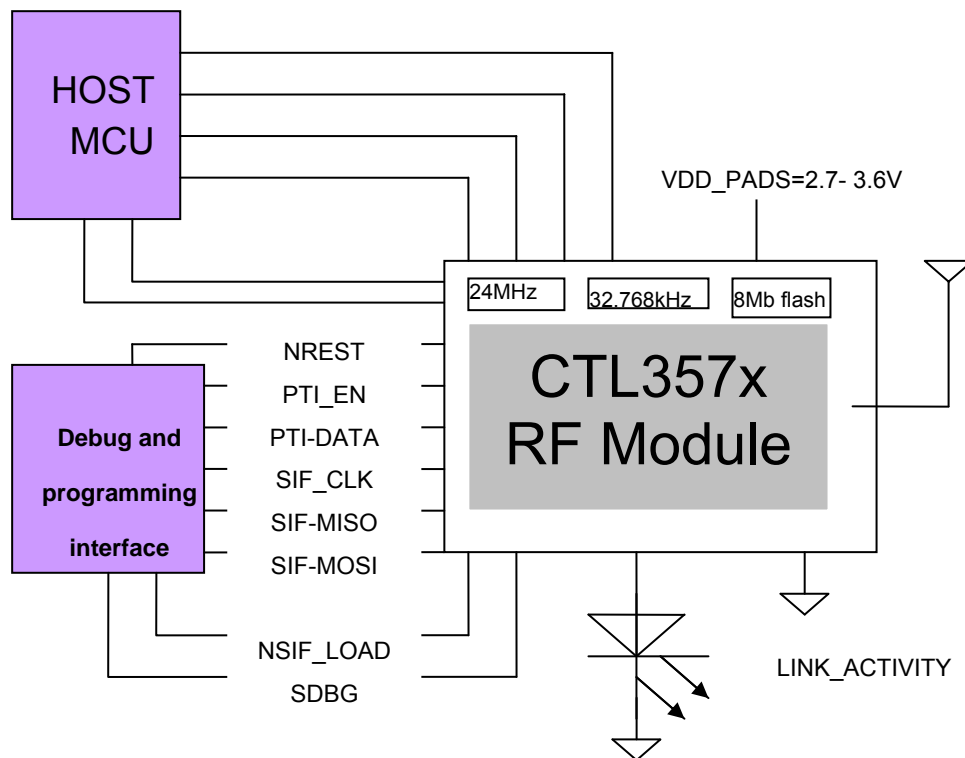 HOST
MCU
VDD_PADS=2.7- 3.6V
24MHz
32.768kHz
8Mb flash
CTL357x
RF Module
NREST
PTI_EN
PTI-DATA
SIF_CLK
SIF-MISO
SIF-MOSI
Debug and
programming
interface
NSIF_LOAD
SDBG
LINK_ACTIVITY